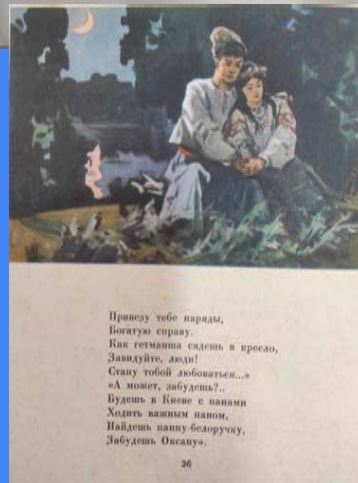 Привезу тебе наряды,
Богатую справу.
Как гетманша сядешь в кресло,
Завидуйте, люди!
Стану тобой любоваться...»
«А может, забудешь?..
Будешь в Киеве с панами
Ходить важным паном,
Найдешь панну-белоручку,
Забудешь Оксану».
36